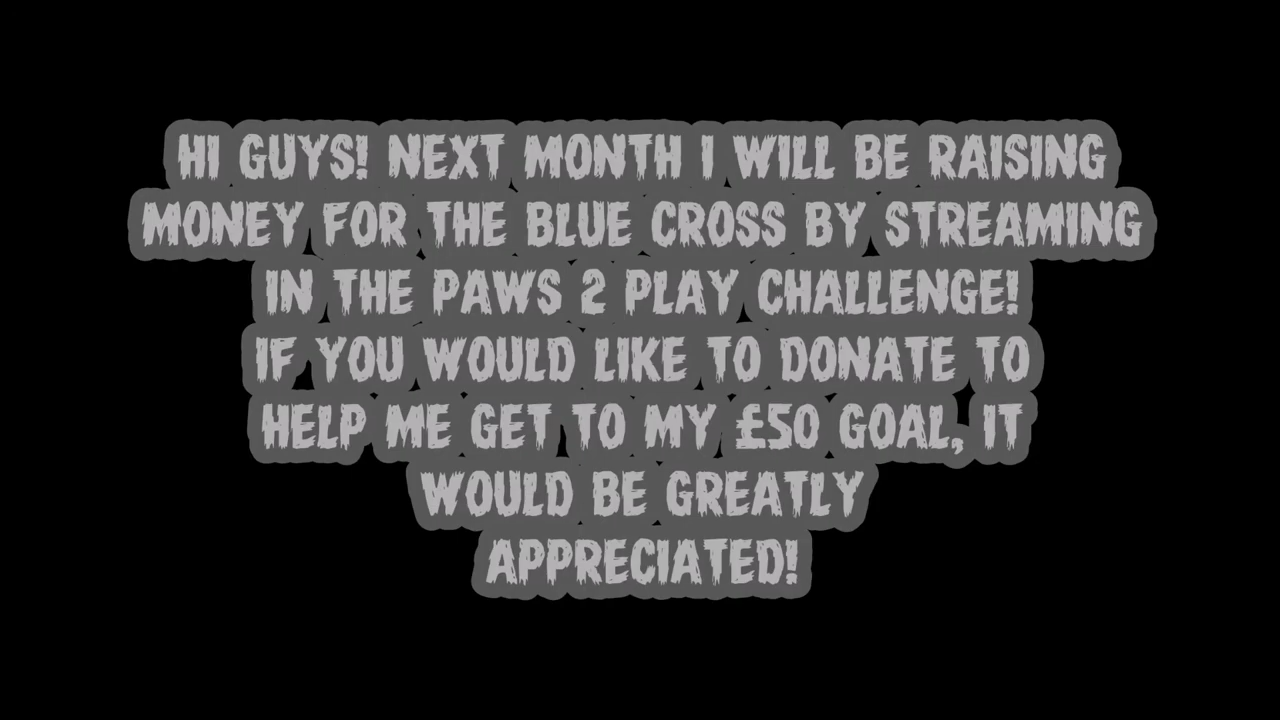 HI GUYS! NEXT MONTH I WILL BE RAISING
MONEY FOR THE BLUE CROSS BY STREAMING
IN THE PAWS 2 PLAY CHALLENGE!
IF YOU WOULD LIKE TO DONATE TO
HELP ME GET TO MY £50 GOAL, IT
WOULD BE GREATLY
APPRECIATED!